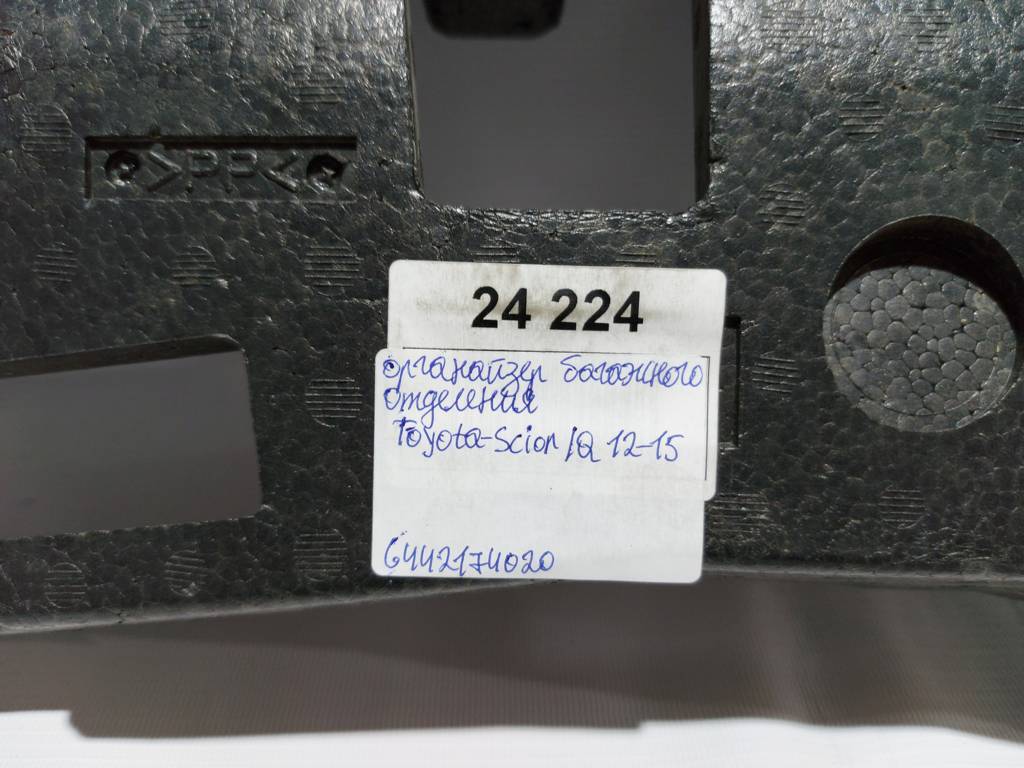 >PP<
24 224
органайзер багажного
отделения
Toyota-Scion IQ 12-15
6442174020